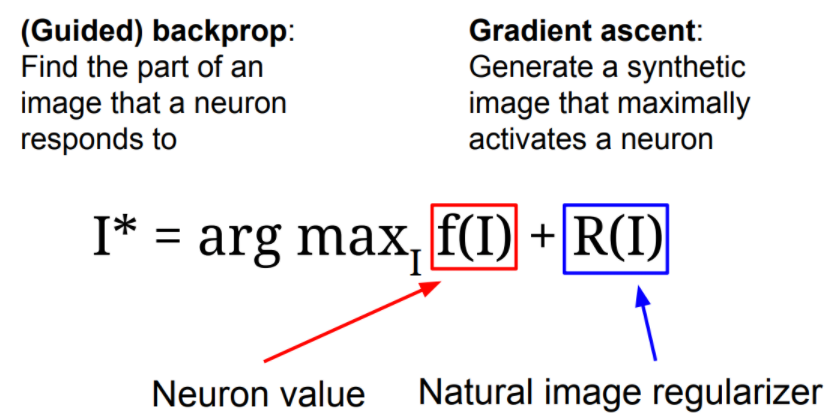 (Guided) backprop:
Find the part of an
image that a neuron
responds to
Gradient ascent:
Generate a synthetic
image that maximally
activates a neuron
I* = arg max_I f(I) + R(I)
Neuron value
Natural image regularizer